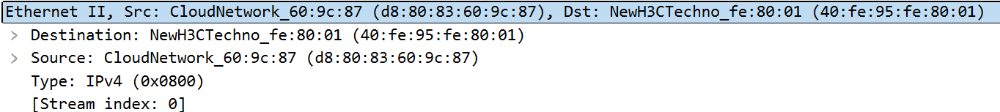 Ethernet II, Src: CloudNetwork_60:9c:87 (d8:80:83:60:9c:87), Dst: NewH3CTechno_fe:80:01 (40:fe:95:fe:80:01)
Destination: NewH3CTechno_fe:80:01 (40:fe:95:fe:80:01)
Source: CloudNetwork_60:9c:87 (d8:80:83:60:9c:87)
Type: IPv4 (0x0800)
[Stream index: 0]